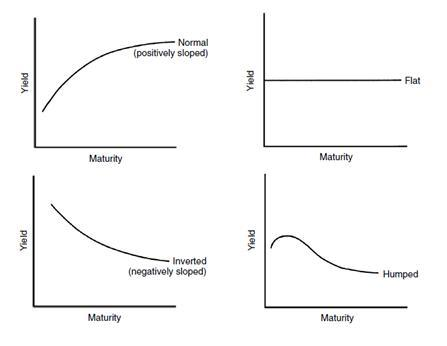 Yield
Normal
(positively sloped)
Maturity
Yield
Flat
Maturity
Yield
Inverted
(negatively sloped)
Maturity
Yield
Humped
Maturity